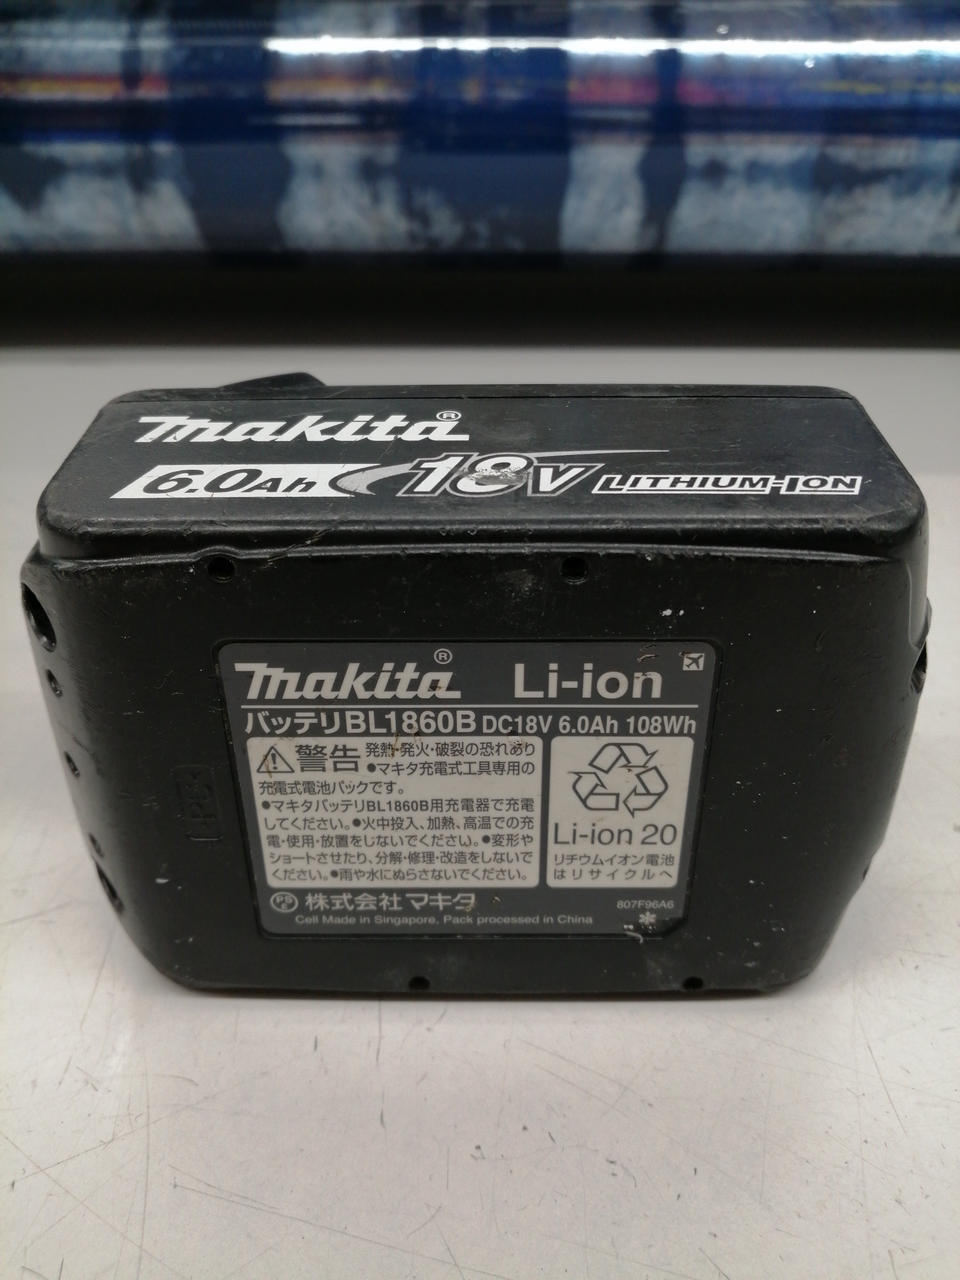 makita®
6.0Ah 18V LITHIUM-ION
makita® Li-ion
バッテリBL1860B DC18V 6.0Ah 108Wh
警告 発熱・発火・破裂の恐れあり
●マキタ充電式工具専用の
充電式電池パックです。
●マキタバッテリBL1860B用充電器で充電
してください。●火中投入、加熱、高温での充
電・使用・放置をしないでください。●変形や
ショートさせたり、分解・修理・改造をしないで
ください。●雨や水にぬらさないでください。
Li-ion 20
リチウムイオン電池
はリサイクルへ
PS E 株式会社マキタ
807F96A6
Cell Made in Singapore, Pack processed in China
*